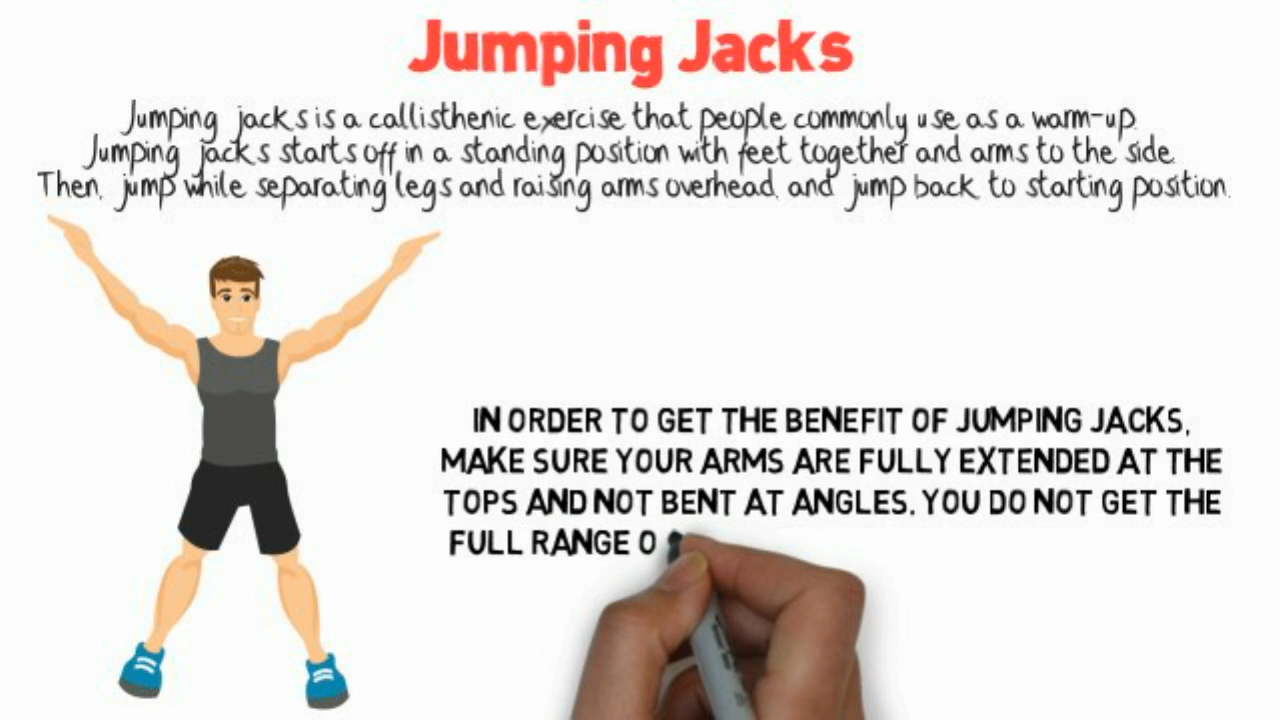 Jumping Jacks
Jumping jacks is a callisthenic exercise that people commonly use as a warm-up.
Jumping jacks starts off in a standing position with feet together and arms to the side.
Then, jump while separating legs and raising arms overhead, and jump back to starting position.
IN ORDER TO GET THE BENEFIT OF JUMPING JACKS,
MAKE SURE YOUR ARMS ARE FULLY EXTENDED AT THE
TOPS AND NOT BENT AT ANGLES. YOU DO NOT GET THE
FULL RANGE O